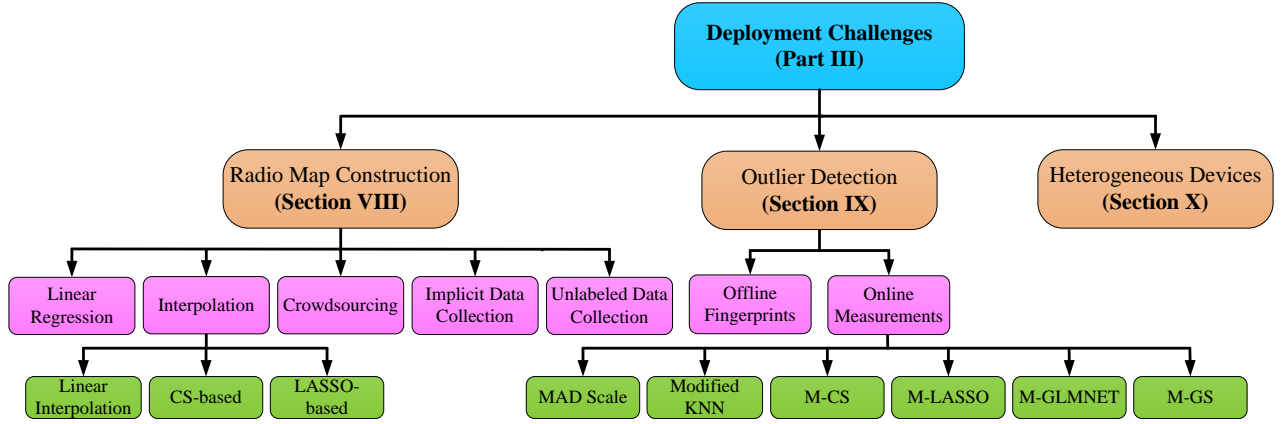 Deployment Challenges
(Part III)
Radio Map Construction
(Section VIII)
Outlier Detection
(Section IX)
Heterogeneous Devices
(Section X)
Linear
Regression
Interpolation
Crowdsourcing
Implicit Data
Collection
Unlabeled Data
Collection
Offline
Fingerprints
Online
Measurements
Linear
Interpolation
CS-based
LASSO-
based
MAD Scale
Modified
KNN
M-CS
M-LASSO
M-GLMNET
M-GS